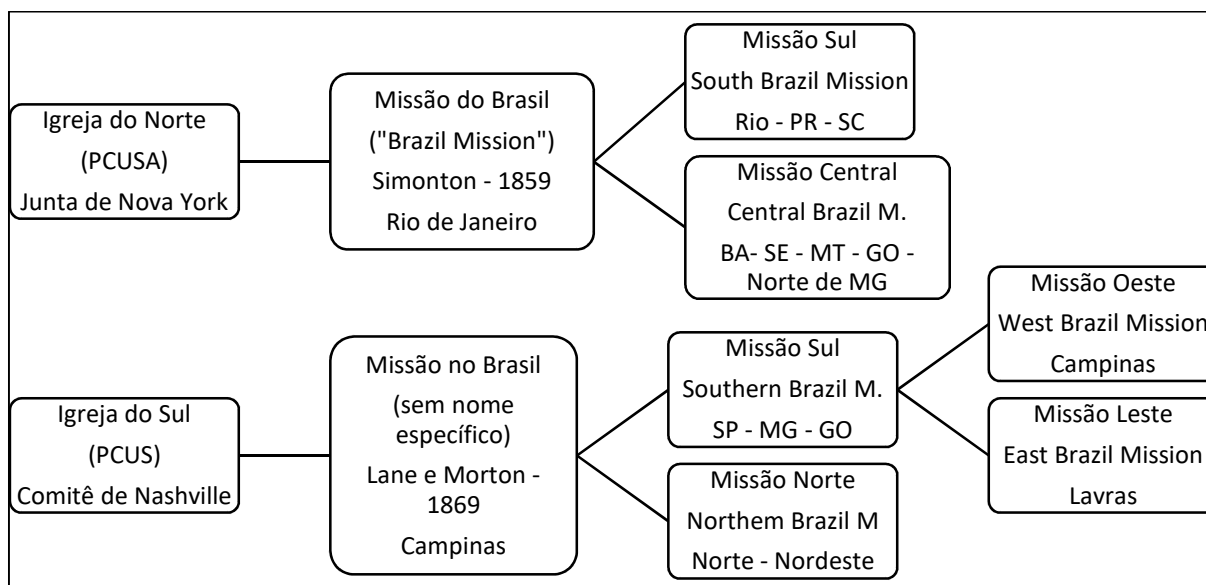 Igreja do Norte
(PCUSA)
Junta de Nova York
Missão do Brasil
("Brazil Mission")
Simonton - 1859
Rio de Janeiro
Missão Sul
South Brazil Mission
Rio - PR - SC
Missão Central
Central Brazil M.
BA- SE - MT - GO -
Norte de MG
Igreja do Sul
(PCUS)
Comitê de Nashville
Missão no Brasil
(sem nome
específico)
Lane e Morton -
1869
Campinas
Missão Sul
Southern Brazil M.
SP - MG - GO
Missão Norte
Northem Brazil M
Norte - Nordeste
Missão Oeste
West Brazil Mission
Campinas
Missão Leste
East Brazil Mission
Lavras